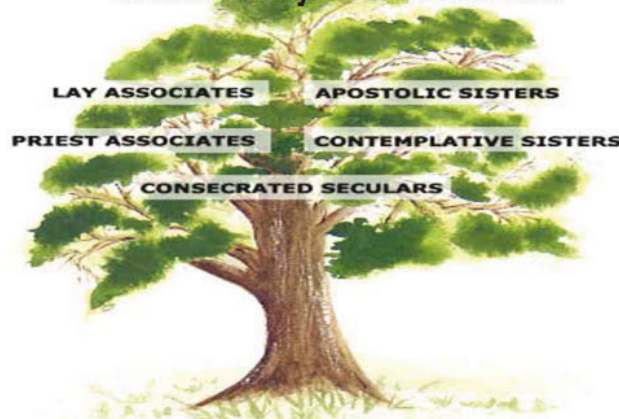 LAY ASSOCIATES APOSTOLIC SISTERS
PRIEST ASSOCIATES CONTEMPLATIVE SISTERS
CONSECRATED SECULARS